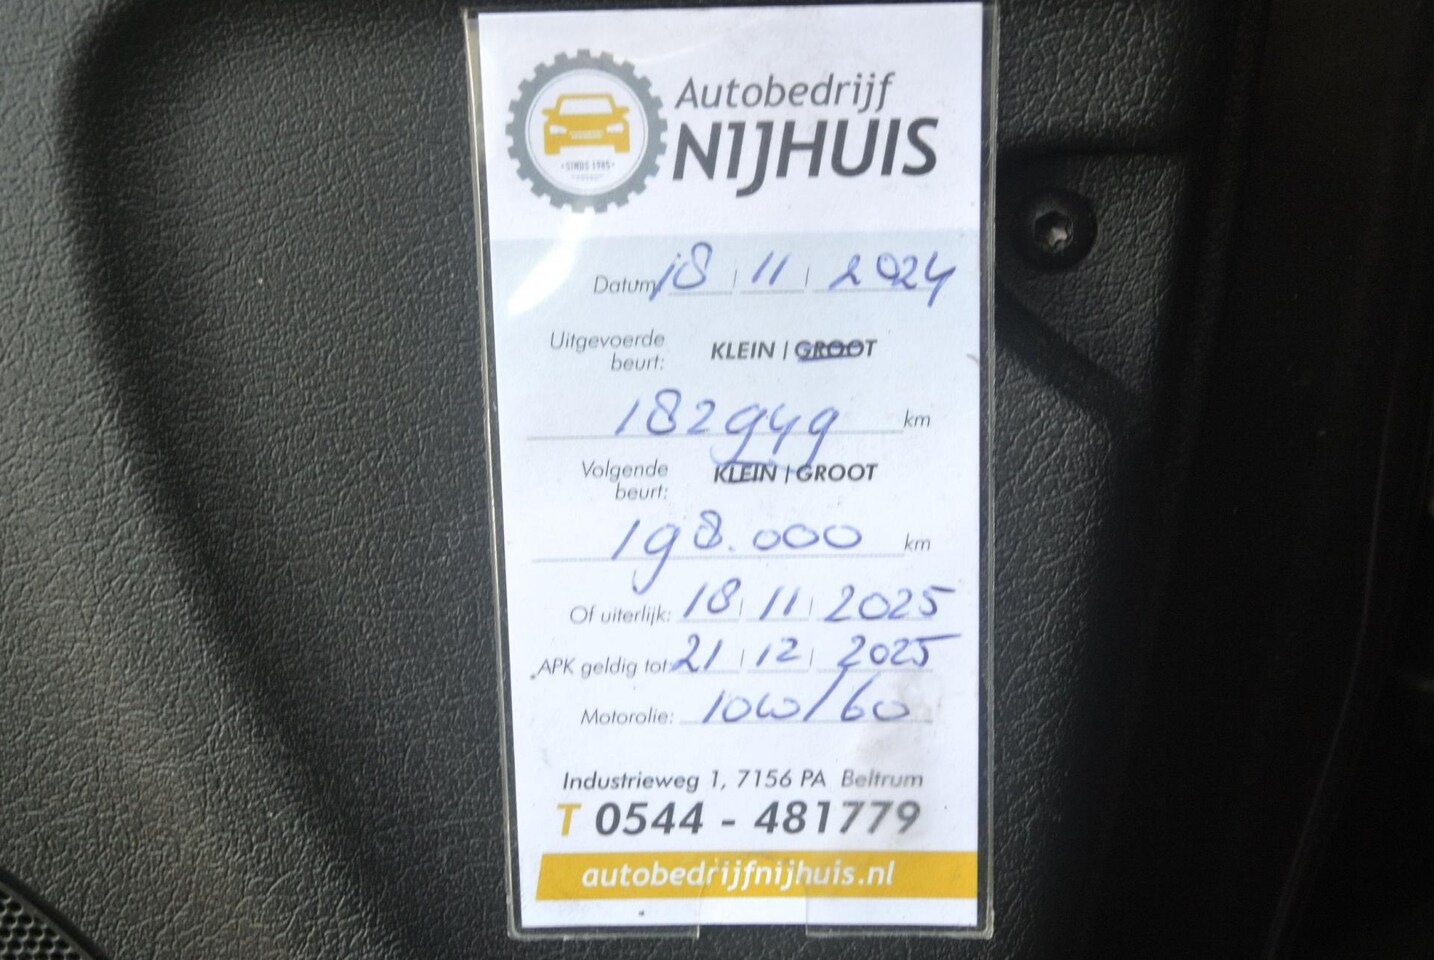 Autobedrijf
NIJHUIS
SINDS 1985
Datum: 18 | 11 | 2024
Uitgevoerde beurt: KLEIN | GROOT
182949 km
Volgende beurt: KLEIN | GROOT
198.000 km
Of uiterlijk: 18 | 11 | 2025
APK geldig tot: 21 | 12 | 2025
Motorolie: 10W/60
Industrieweg 1, 7156 PA Beltrum
T 0544 - 481779
autobedrijfnijhuis.nl